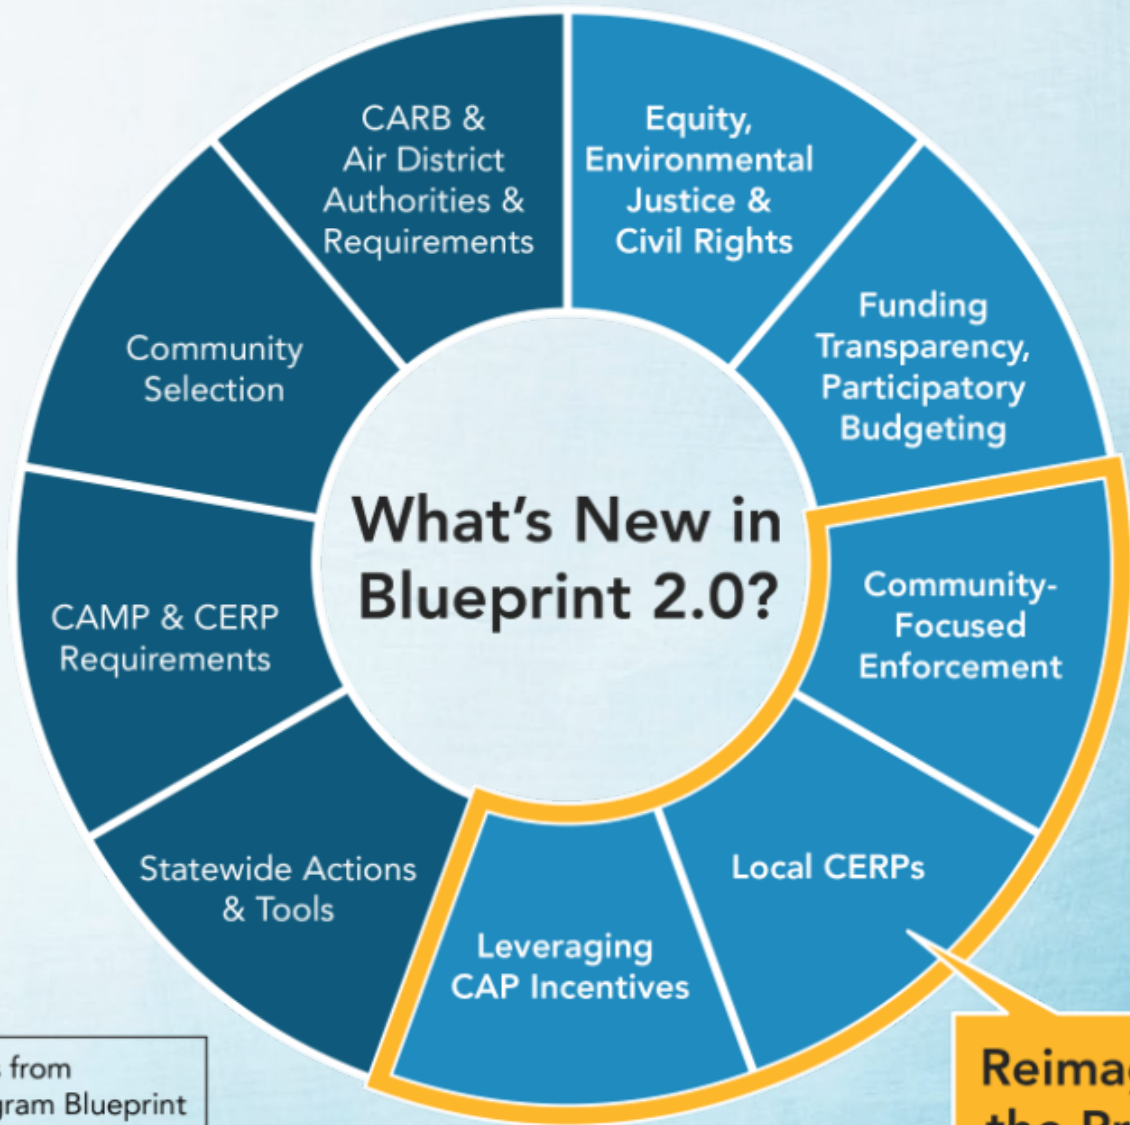 What's New in
Blueprint 2.0?
Equity,
Environmental
Justice &
Civil Rights
Funding
Transparency,
Participatory
Budgeting
Community-
Focused
Enforcement
Local CERPs
Leveraging
CAP Incentives
Statewide Actions
& Tools
CAMP & CERP
Requirements
Community
Selection
CARB &
Air District
Authorities &
Requirements
from
Blueprint